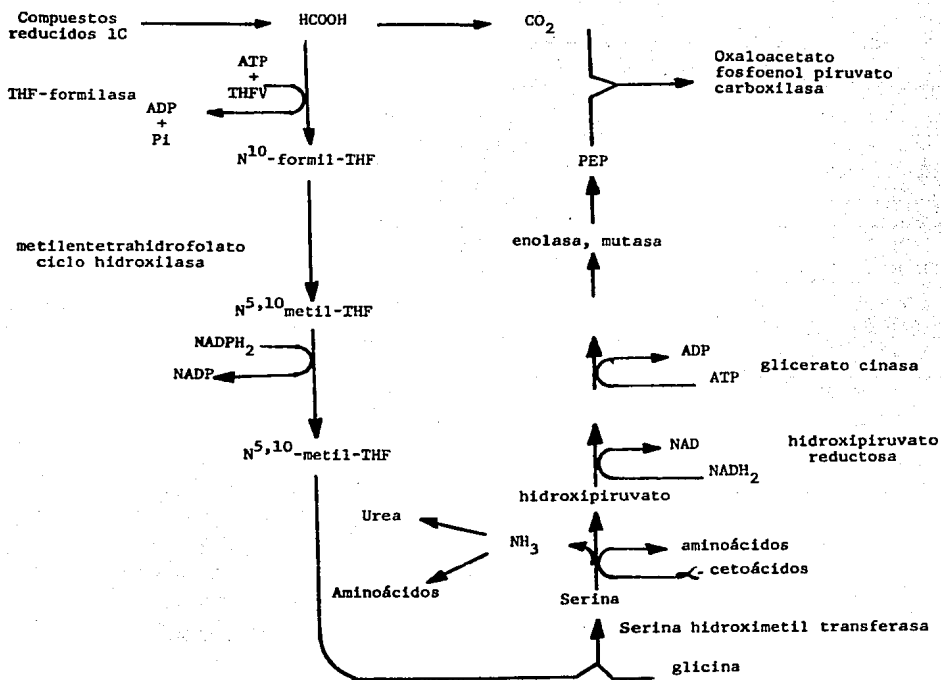 Compuestos
reducidos 1C
HCOOH
CO2
ATP
+
THFV
THF-formilasa
ADP
+
Pi
N10-formil-THF
metilentetrahidrofolato
ciclo hidroxilasa
N5,10metil-THF
NADPH2
NADP
N5,10-metil-THF
Oxaloacetato
fosfoenol piruvato
carboxilasa
PEP
enolasa, mutasa
ADP
ATP
glicerato cinasa
NAD
NADH2
hidroxipiruvato
reductosa
hidroxipiruvato
Urea
NH3
Aminoácidos
aminoácidos
- cetoácidos
Serina
Serina hidroximetil transferasa
glicina